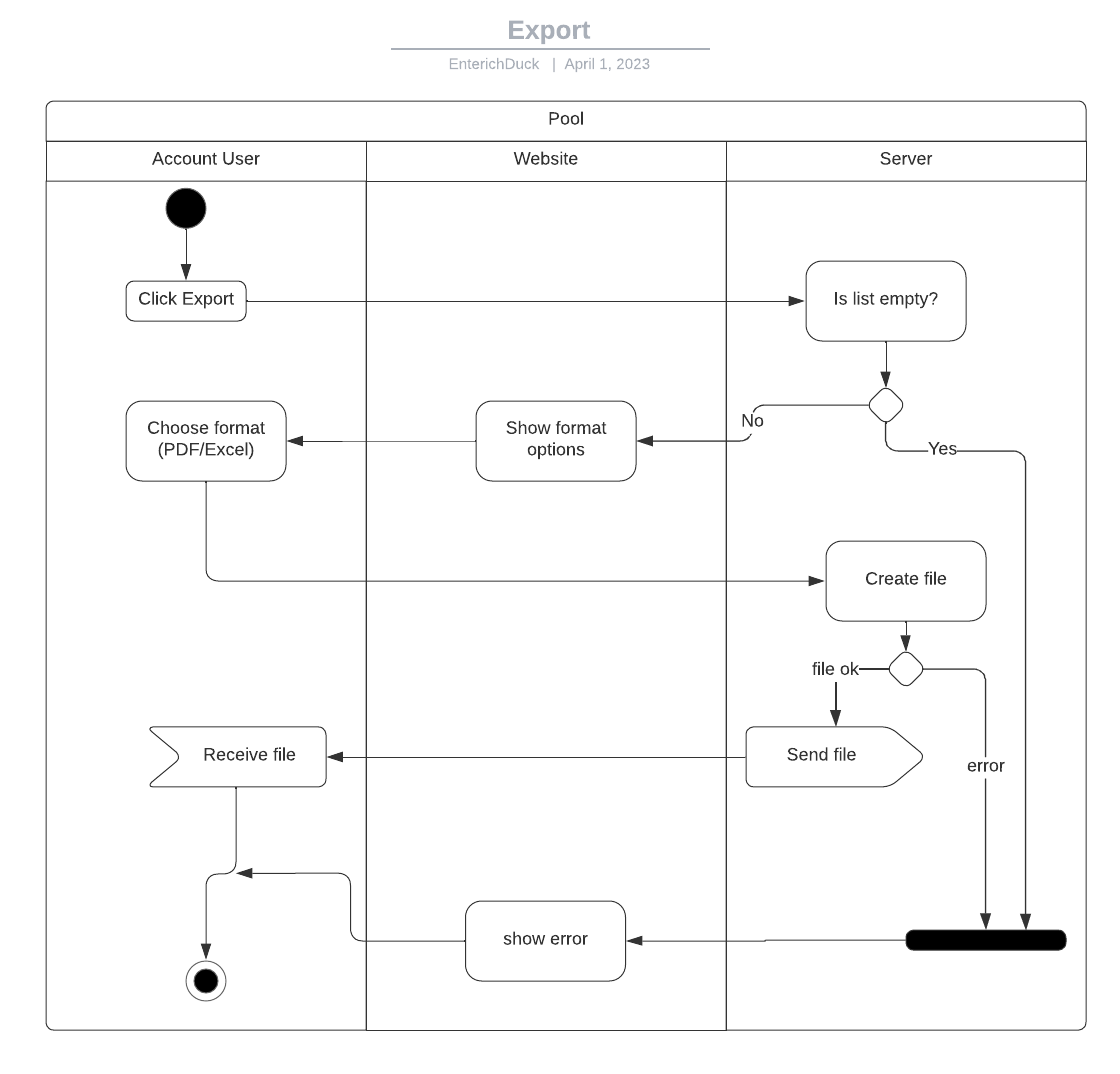 Export
EnterichDuck | April 1, 2023
Pool
Account User
Website
Server
Click Export
Is list empty?
Choose format
(PDF/Excel)
Show format
options
No
Yes
Create file
file ok
Receive file
Send file
error
show error